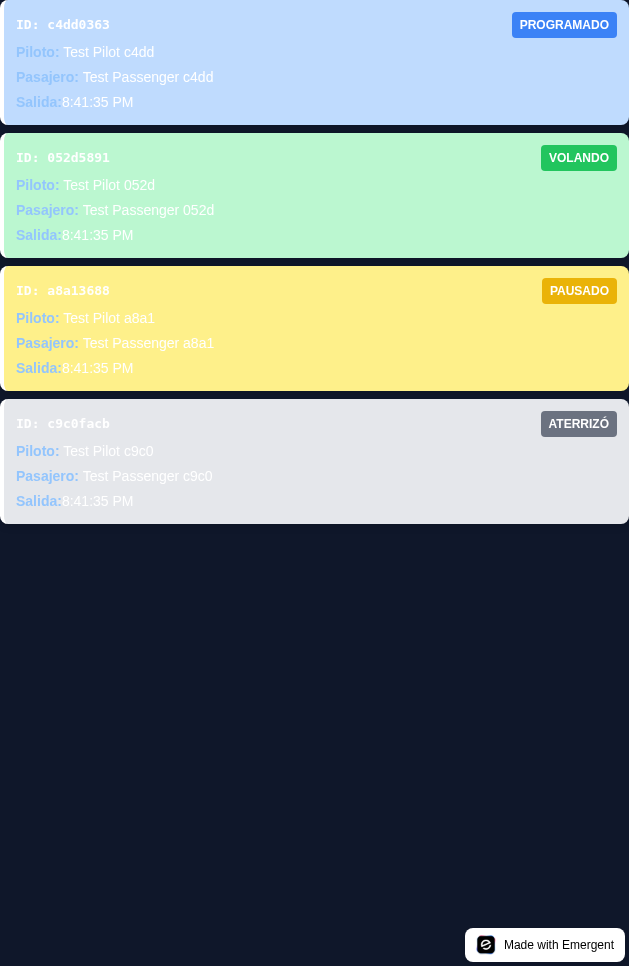 ID: c4dd0363 PROGRAMADO
Piloto: Test Pilot c4dd
Pasajero: Test Passenger c4dd
Salida:8:41:35 PM
ID: 052d5891 VOLANDO
Piloto: Test Pilot 052d
Pasajero: Test Passenger 052d
Salida:8:41:35 PM
ID: a8a13688 PAUSADO
Piloto: Test Pilot a8a1
Pasajero: Test Passenger a8a1
Salida:8:41:35 PM
ID: c9c0facb ATERRIZÓ
Piloto: Test Pilot c9c0
Pasajero: Test Passenger c9c0
Salida:8:41:35 PM
Made with Emergent